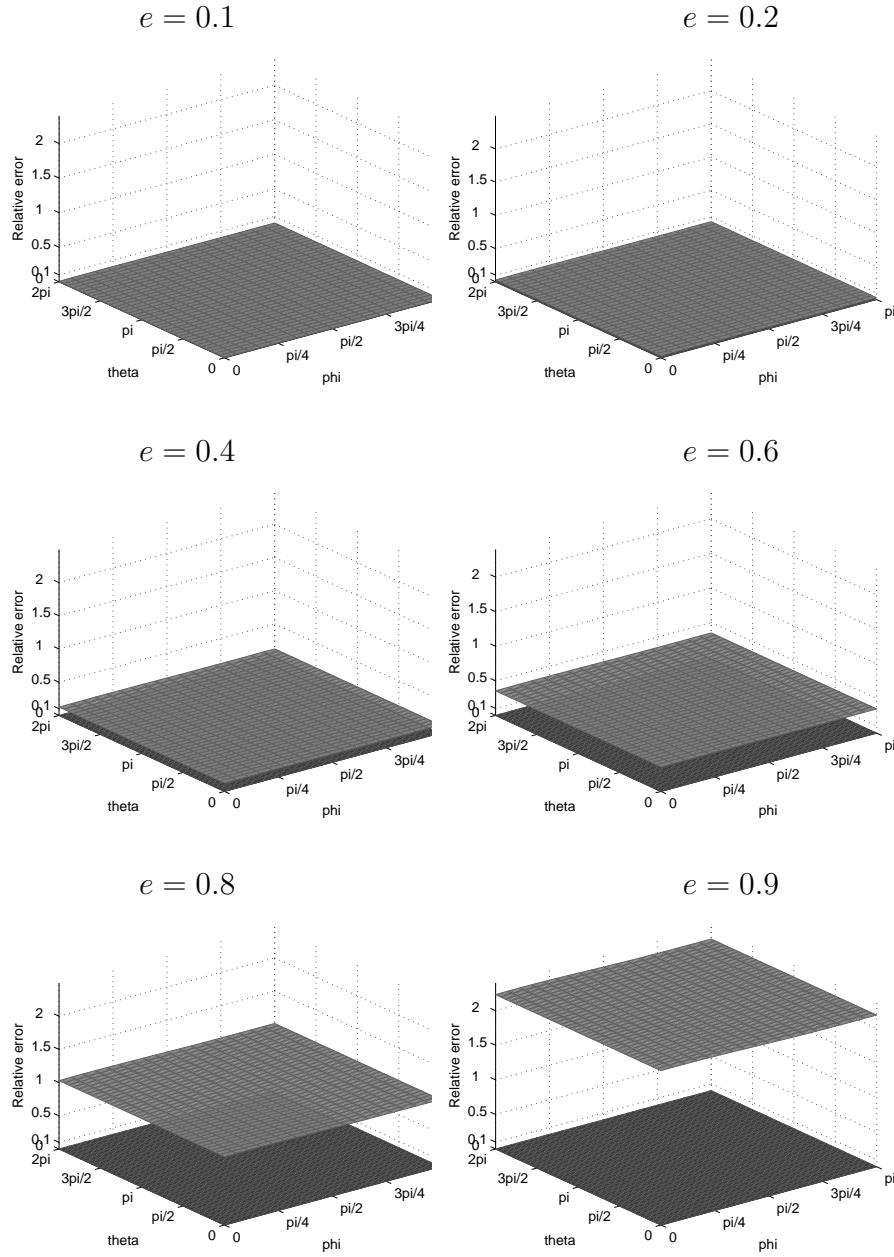 e = 0.1
2
1.5
1
0.5
0.1
0
Relative error
2pi
3pi/2
pi
pi/2
0
theta
0
pi/4
pi/2
3pi/4
phi
e = 0.2
2
1.5
1
0.5
0.1
0
Relative error
2pi
3pi/2
pi
pi/2
0
theta
0
pi/4
pi/2
3pi/4
pi
phi
e = 0.4
2
1.5
1
0.5
0.1
0
Relative error
2pi
3pi/2
pi
pi/2
0
theta
0
pi/4
pi/2
3pi/4
phi
e = 0.6
2
1.5
1
0.5
0.1
0
Relative error
2pi
3pi/2
pi
pi/2
0
theta
0
pi/4
pi/2
3pi/4
pi
phi
e = 0.8
2
1.5
1
0.5
0.1
0
Relative error
2pi
3pi/2
pi
pi/2
0
theta
0
pi/4
pi/2
3pi/4
phi
e = 0.9
2
1.5
1
0.5
0.1
0
Relative error
2pi
3pi/2
pi
pi/2
0
theta
0
pi/4
pi/2
3pi/4
pi
phi